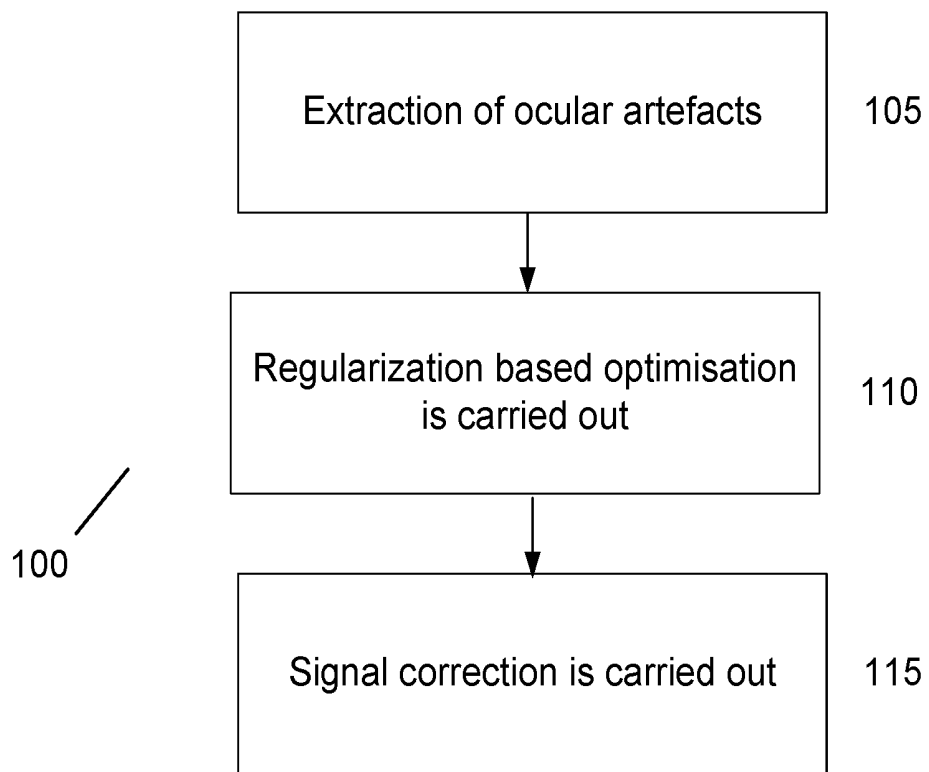 Extraction of ocular artefacts
105
Regularization based optimisation
is carried out
110
100
Signal correction is carried out
115